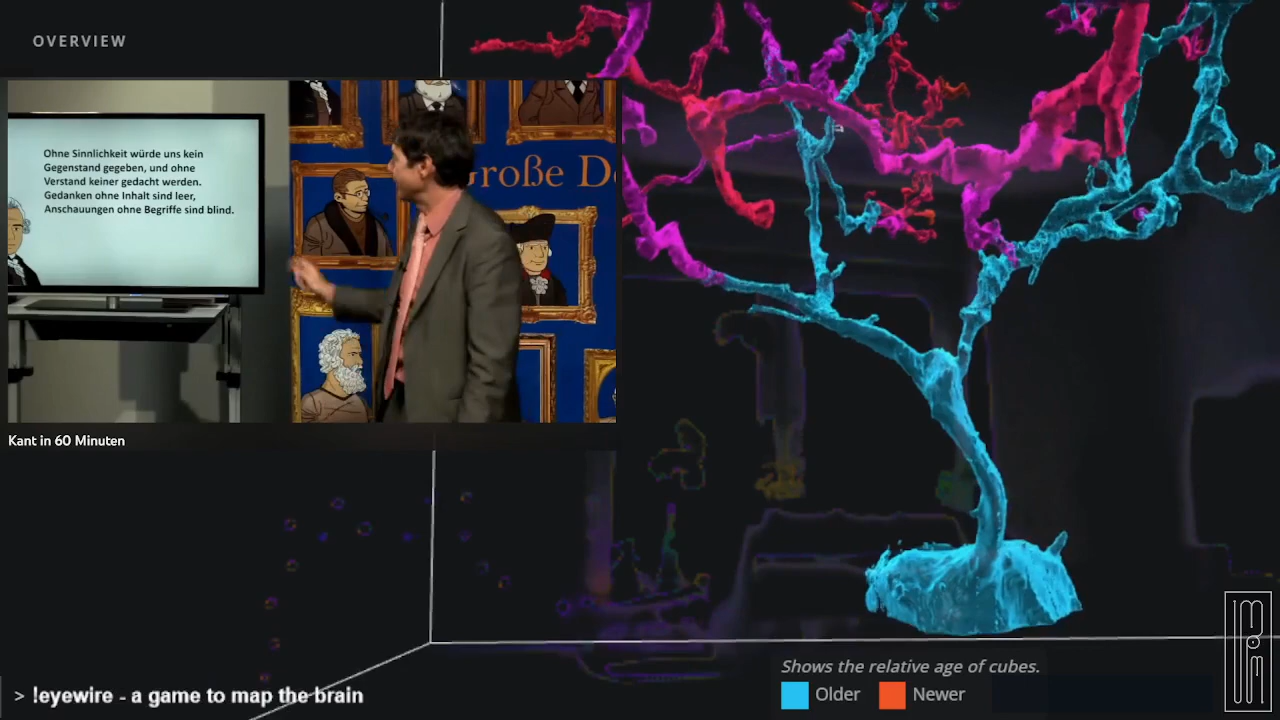 OVERVIEW
Ohne Sinnlichkeit würde uns kein
Gegenstand gegeben, und ohne
Verstand keiner gedacht werden.
Gedanken ohne Inhalt sind leer,
Anschauungen ohne Begriffe sind blind.
Große D
Kant in 60 Minuten
Shows the relative age of cubes.
Older Newer
> !eyewire - a game to map the brain